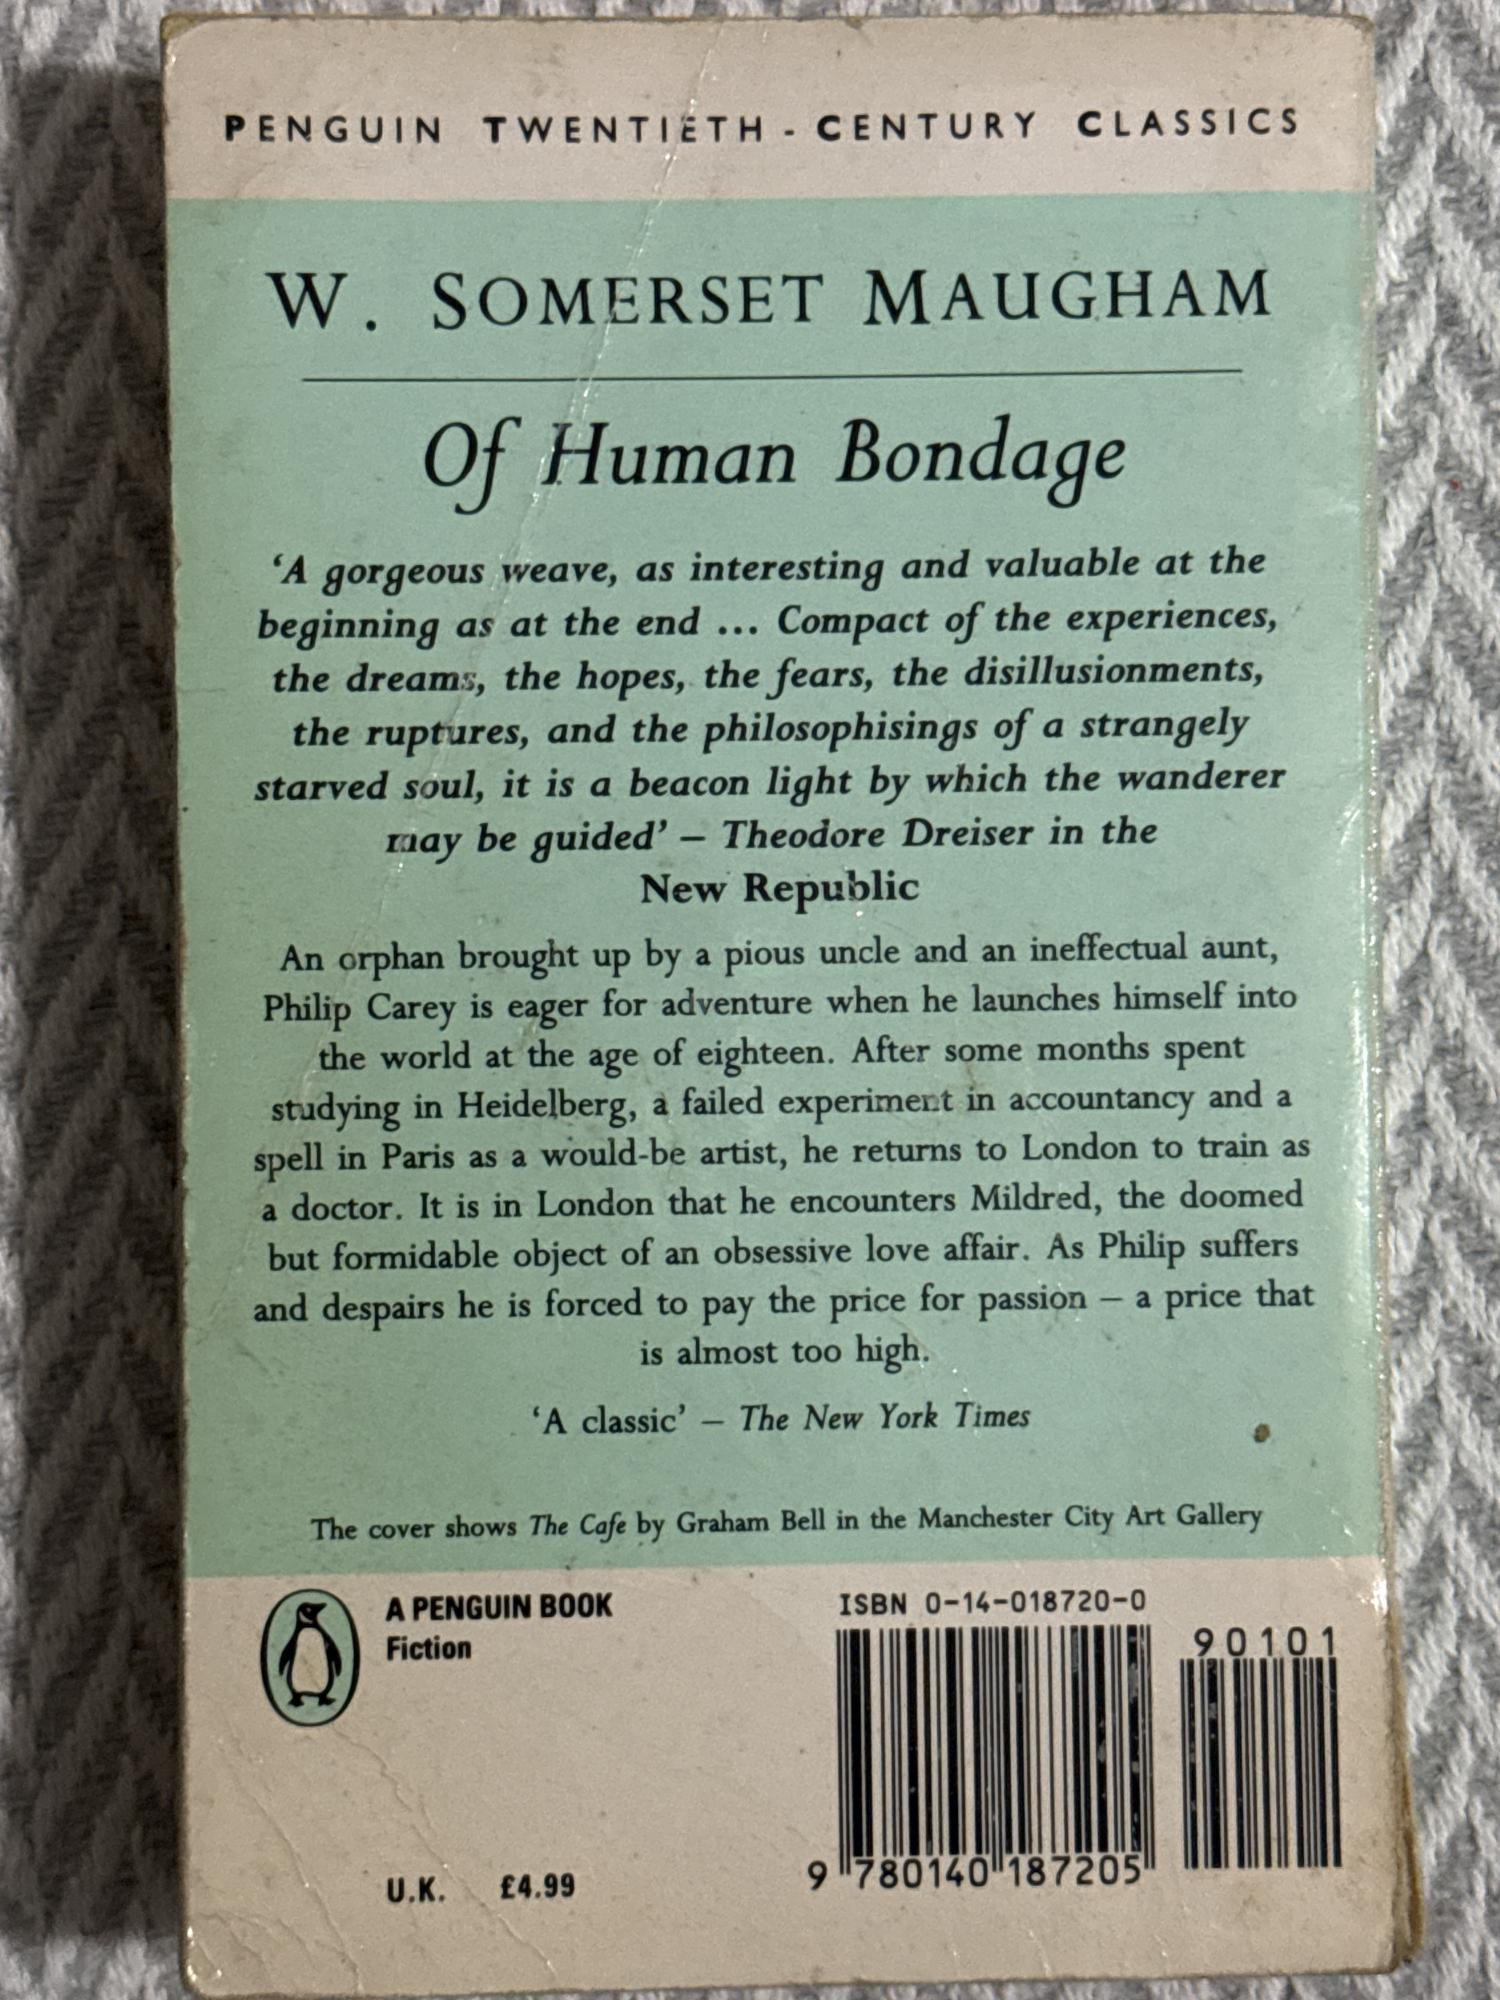 PENGUIN TWENTIETH-CENTURY CLASSICS
W. SOMERSET MAUGHAM
Of Human Bondage
‘A gorgeous weave, as interesting and valuable at the
beginning as at the end ... Compact of the experiences,
the dreams, the hopes, the fears, the disillusionments,
the ruptures, and the philosophisings of a strangely
starved soul, it is a beacon light by which the wanderer
may be guided’ – Theodore Dreiser in the
New Republic
An orphan brought up by a pious uncle and an ineffectual aunt,
Philip Carey is eager for adventure when he launches himself into
the world at the age of eighteen. After some months spent
studying in Heidelberg, a failed experiment in accountancy and a
spell in Paris as a would-be artist, he returns to London to train as
a doctor. It is in London that he encounters Mildred, the doomed
but formidable object of an obsessive love affair. As Philip suffers
and despairs he is forced to pay the price for passion – a price that
is almost too high.
‘A classic’ – The New York Times
The cover shows The Cafe by Graham Bell in the Manchester City Art Gallery
A PENGUIN BOOK
Fiction
ISBN 0-14-018720-0
90101
9 780140 187205
U.K. £4.99